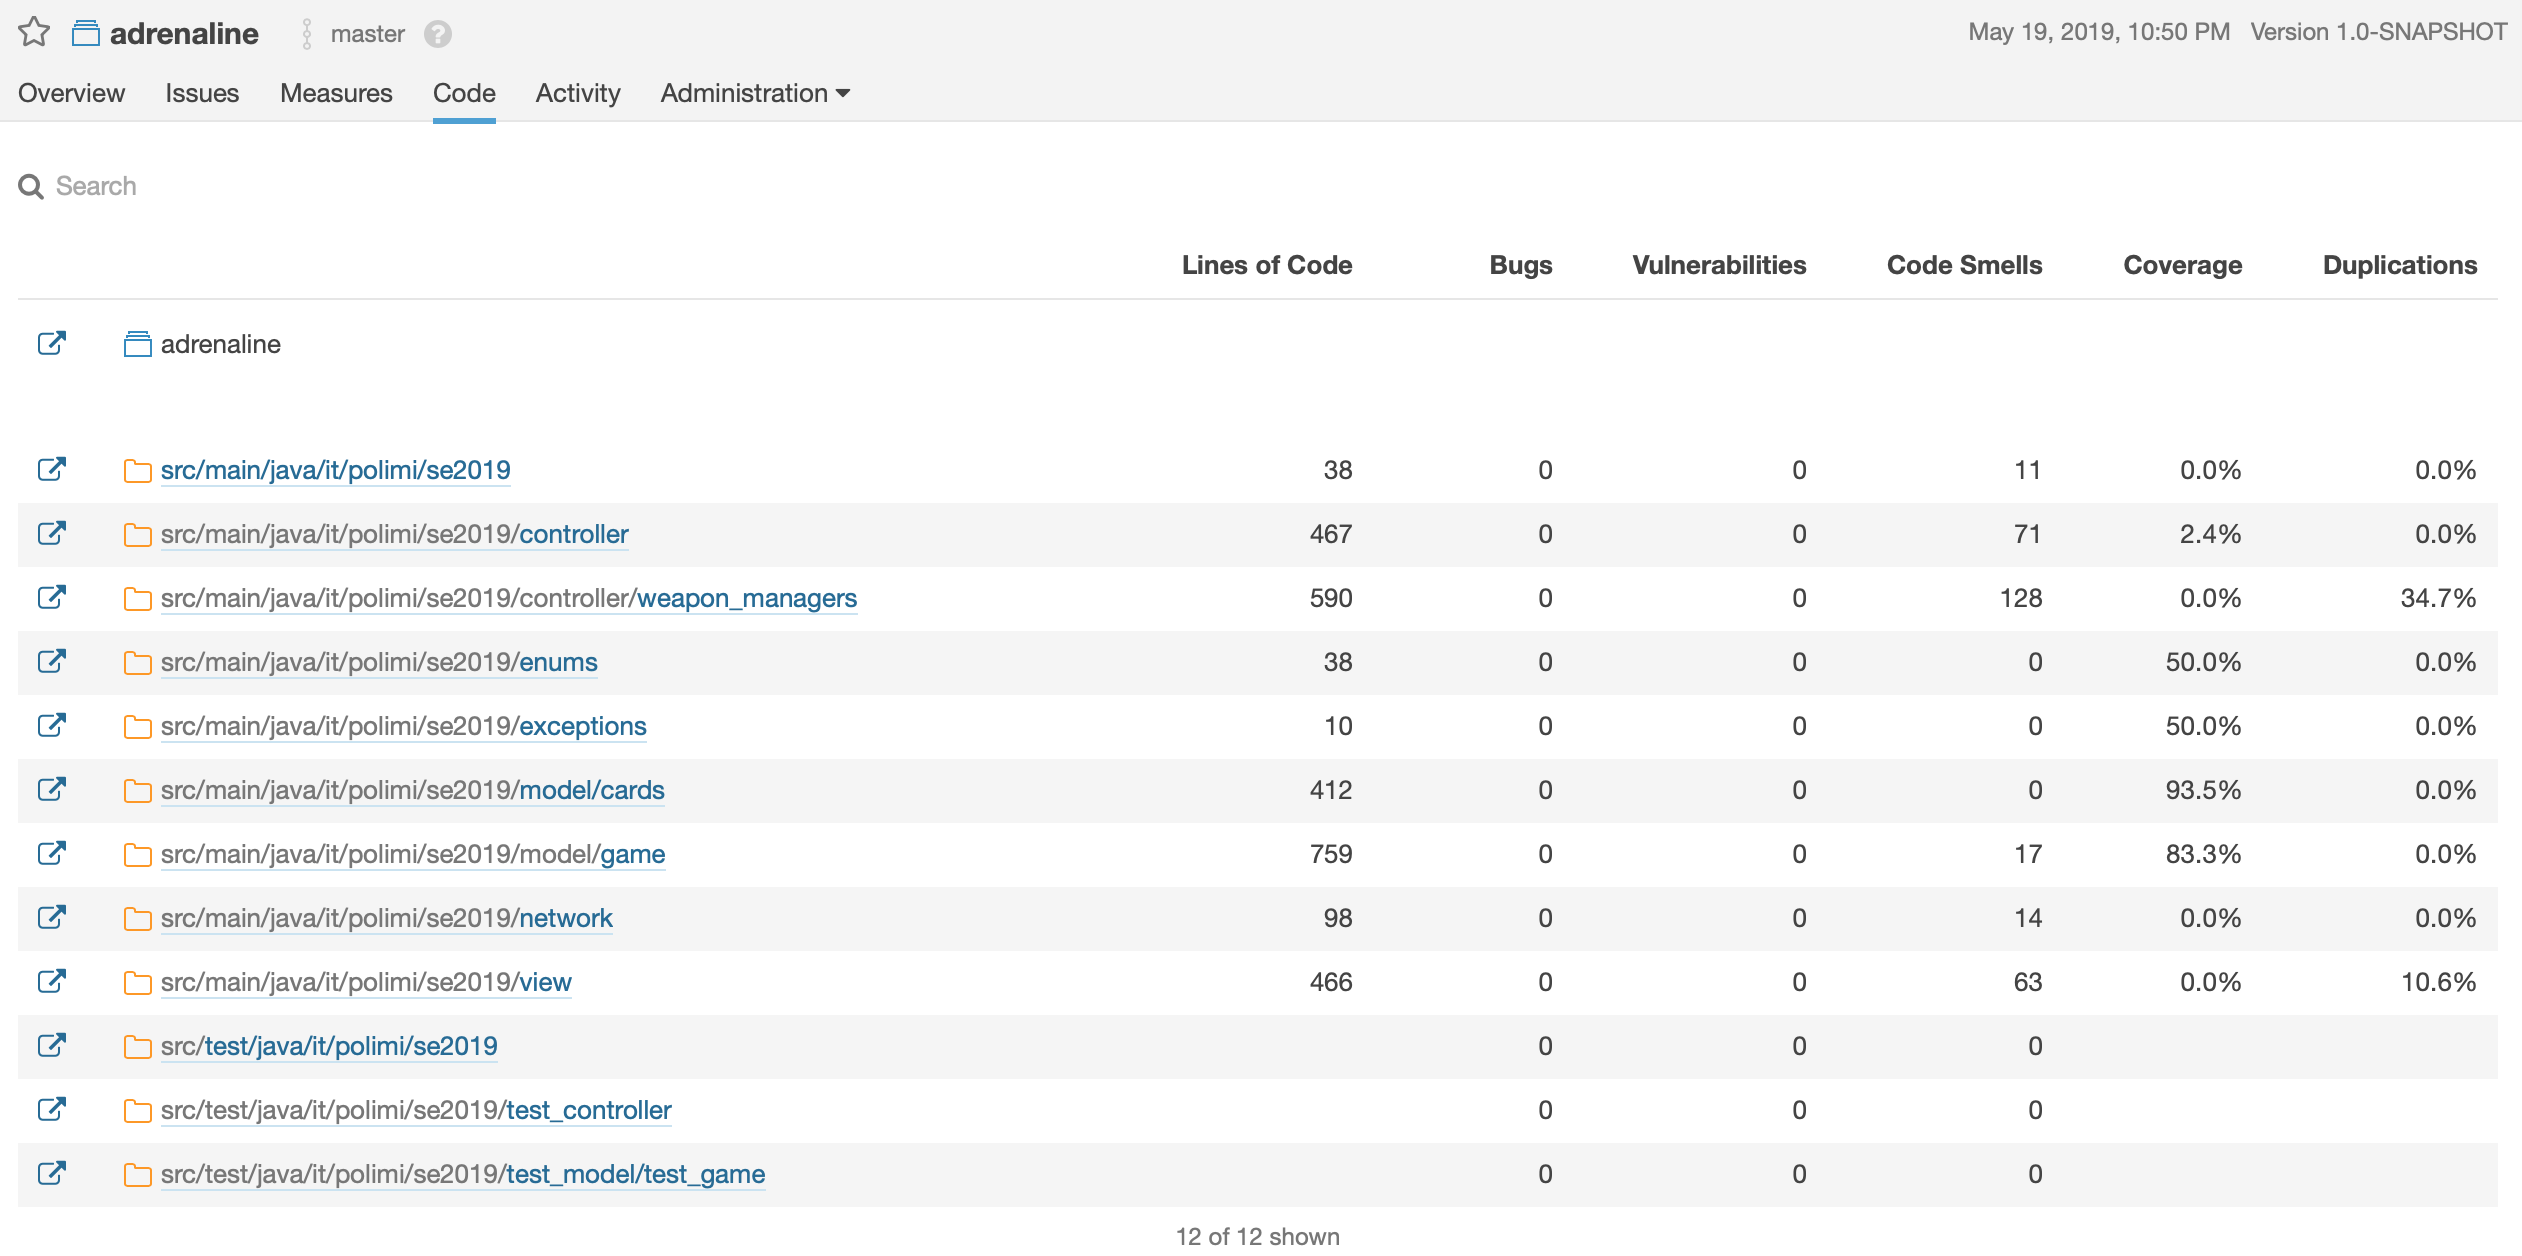 adrenaline master ? May 19, 2019, 10:50 PM Version 1.0-SNAPSHOT
Overview Issues Measures Code Activity Administration
Search
Lines of Code Bugs Vulnerabilities Code Smells Coverage Duplications
adrenaline
src/main/java/it/polimi/se2019 38 0 0 11 0.0% 0.0%
src/main/java/it/polimi/se2019/controller 467 0 0 71 2.4% 0.0%
src/main/java/it/polimi/se2019/controller/weapon_managers 590 0 0 128 0.0% 34.7%
src/main/java/it/polimi/se2019/enums 38 0 0 0 50.0% 0.0%
src/main/java/it/polimi/se2019/exceptions 10 0 0 0 50.0% 0.0%
src/main/java/it/polimi/se2019/model/cards 412 0 0 0 93.5% 0.0%
src/main/java/it/polimi/se2019/model/game 759 0 0 17 83.3% 0.0%
src/main/java/it/polimi/se2019/network 98 0 0 14 0.0% 0.0%
src/main/java/it/polimi/se2019/view 466 0 0 63 0.0% 10.6%
src/test/java/it/polimi/se2019 0 0 0
src/test/java/it/polimi/se2019/test_controller 0 0 0
src/test/java/it/polimi/se2019/test_model/test_game 0 0 0
12 of 12 shown